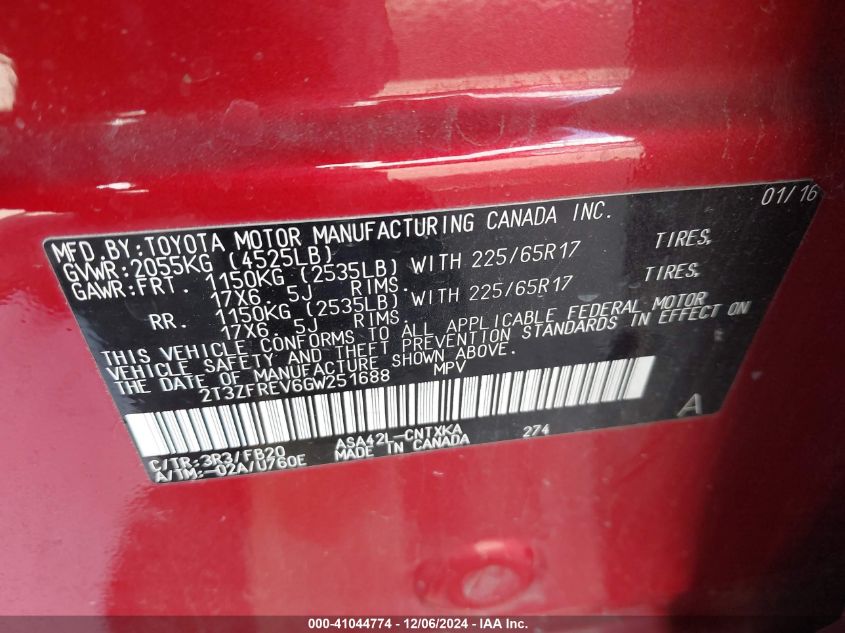 01/16
MFD.BY:TOYOTA MOTOR MANUFACTURING CANADA INC.
GVWR:2055KG (4525LB)
GAWR:FRT. 1150KG (2535LB) WITH 225/65R17 TIRES,
17X6. 5J RIMS.
RR. 1150KG (2535LB) WITH 225/65R17 TIRES,
17X6. 5J RIMS.
THIS VEHICLE CONFORMS TO ALL APPLICABLE FEDERAL MOTOR
VEHICLE SAFETY AND THEFT PREVENTION STANDARDS IN EFFECT ON
THE DATE OF MANUFACTURE SHOWN ABOVE.
2T3ZFREV6GW251688 MPV
A
C/TR:3R3/FB20 ASA42L-CNTXKA 274
A/TM:-02A/U760E MADE IN CANADA
000-41044774 - 12/06/2024 - IAA Inc.